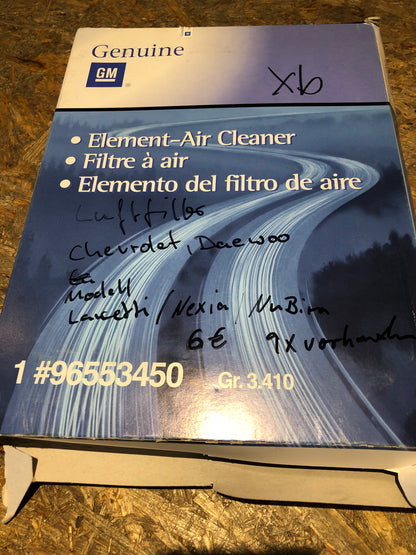 Genuine
GM
Xb
• Element-Air Cleaner
• Filtre à air
• Elemento del filtro de aire
Luftfilter
Chevrolet, Daewoo
Modell
Lacetti / Nexia, NuBira
6€ 9x vorhanden
1 #96553450 Gr. 3.410